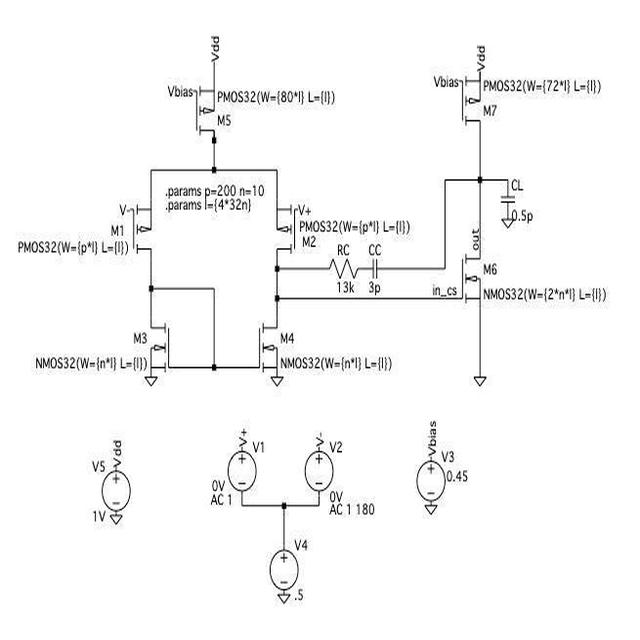 Vdd
Vdd
Vbias
PMOS32(W={80*l} L={l})
M5
Vbias
PMOS32(W={72*l} L={l})
M7
.params p=200 n=10
.params l={4*32n}
CL
0.5p
V-
M1
PMOS32(W={p*l} L={l})
V+
PMOS32(W={p*l} L={l})
M2
RC
CC
13k
3p
out
M6
in_cs
NMOS32(W={2*n*l} L={l})
M3
M4
NMOS32(W={n*l} L={l})
NMOS32(W={n*l} L={l})
V5
Vdd
1V
V+
V1
0V
AC 1
V-
V2
0V
AC 1 180
Vbias
V3
0.45
V4
.5